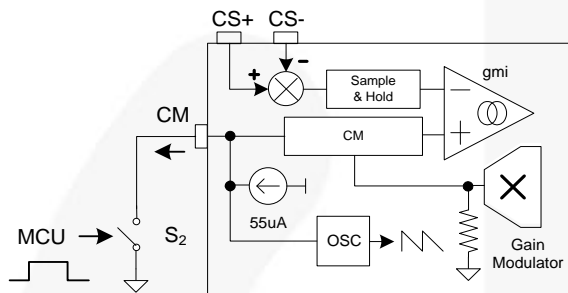 CS+ CS-
+
-
Sample
& Hold
gmi
−
+
CM
CM
55uA
MCU
S2
OSC
Gain
Modulator